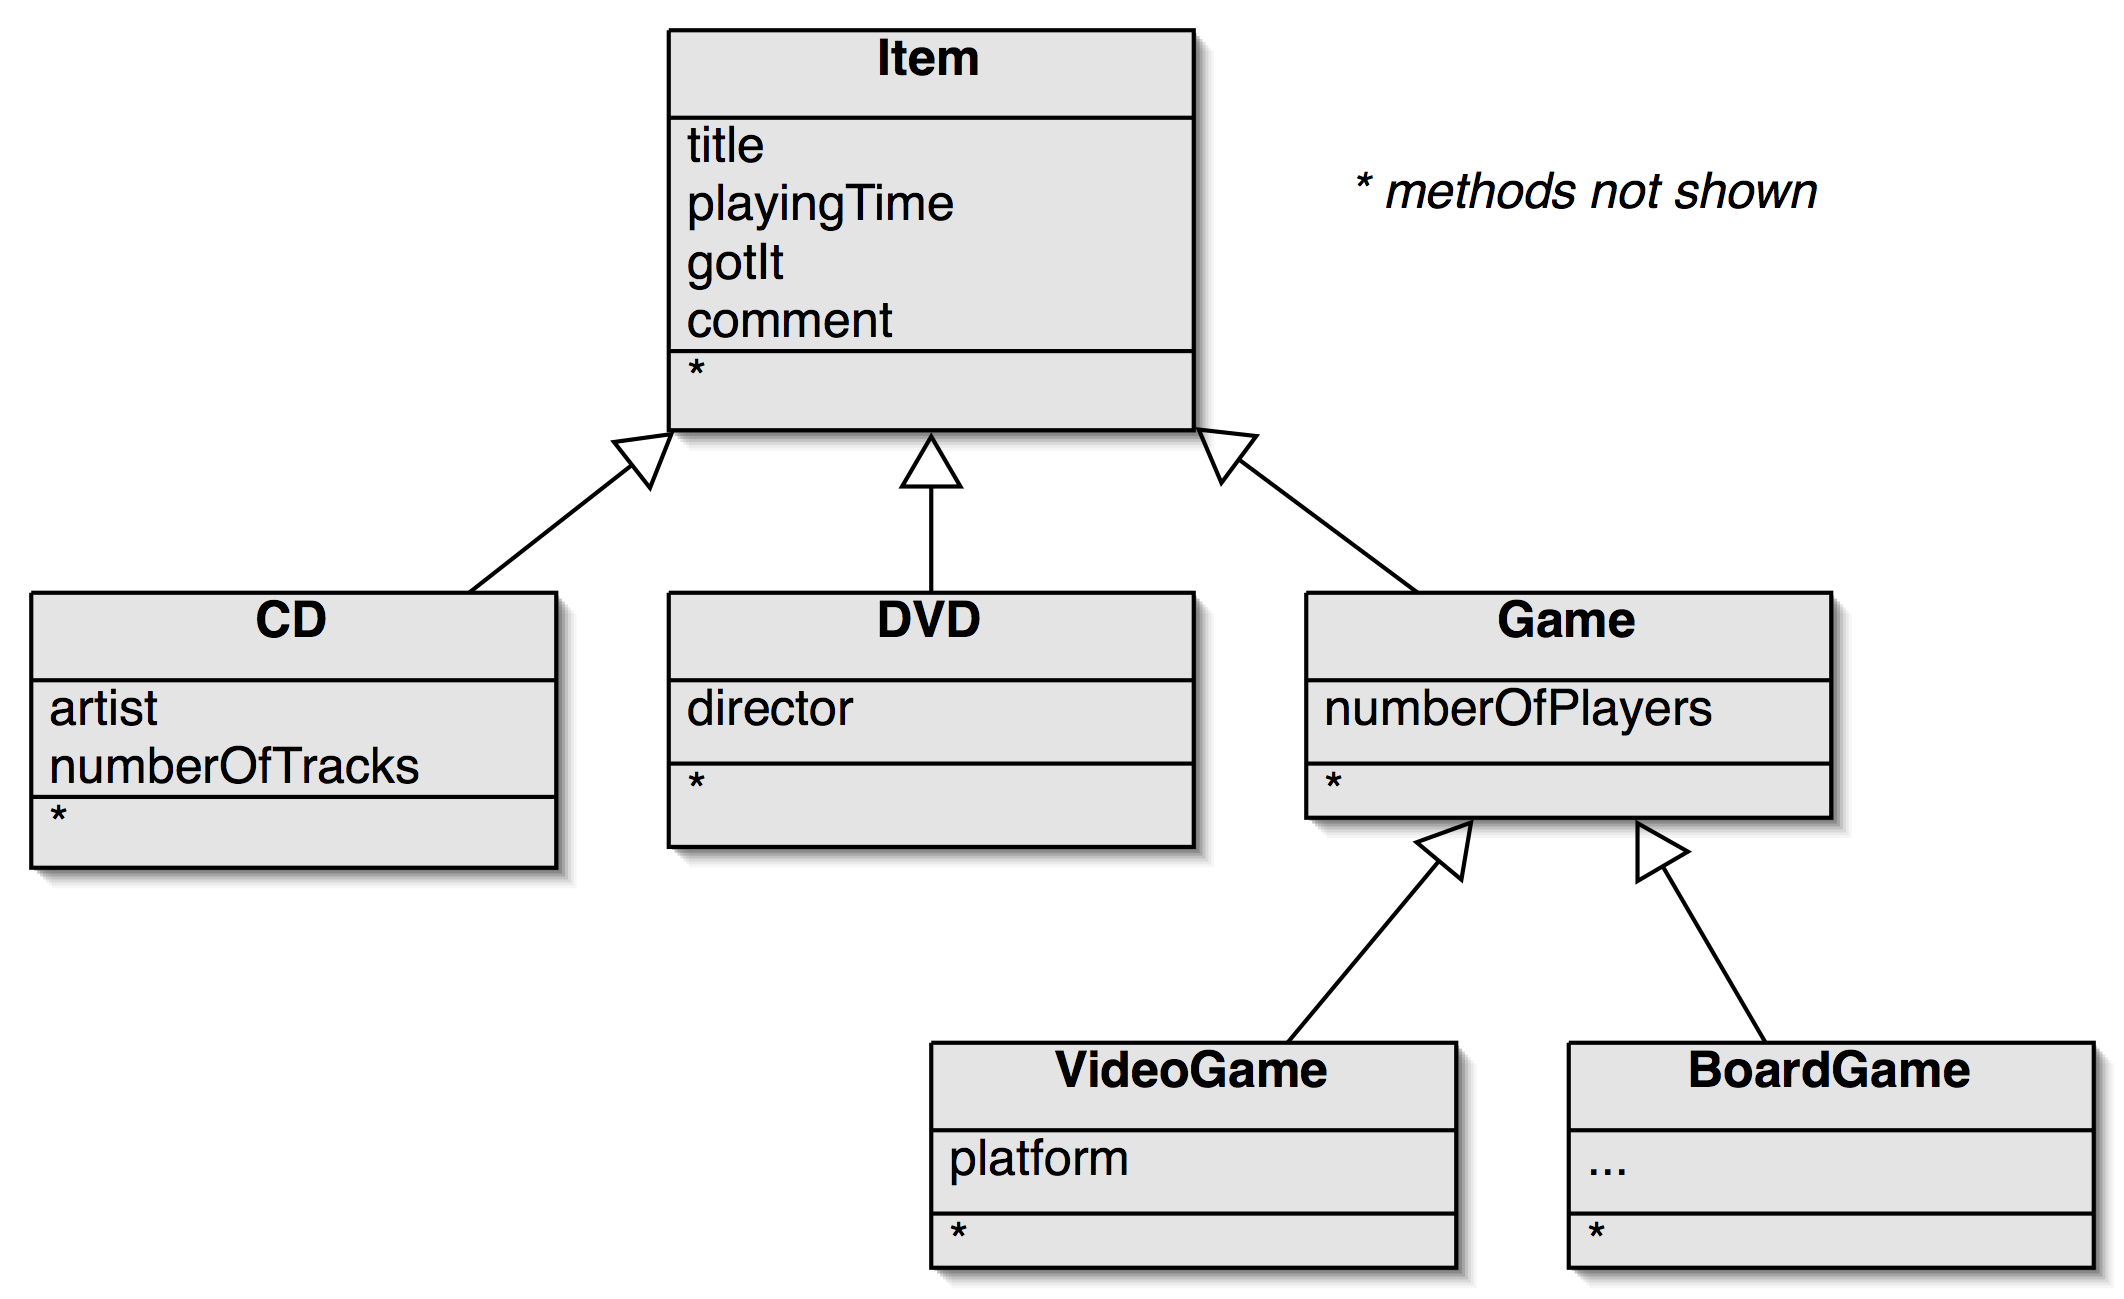 Item
title
playingTime
gotIt
comment
*
* methods not shown
CD
artist
numberOfTracks
*
DVD
director
*
Game
numberOfPlayers
*
VideoGame
platform
*
BoardGame
...
*